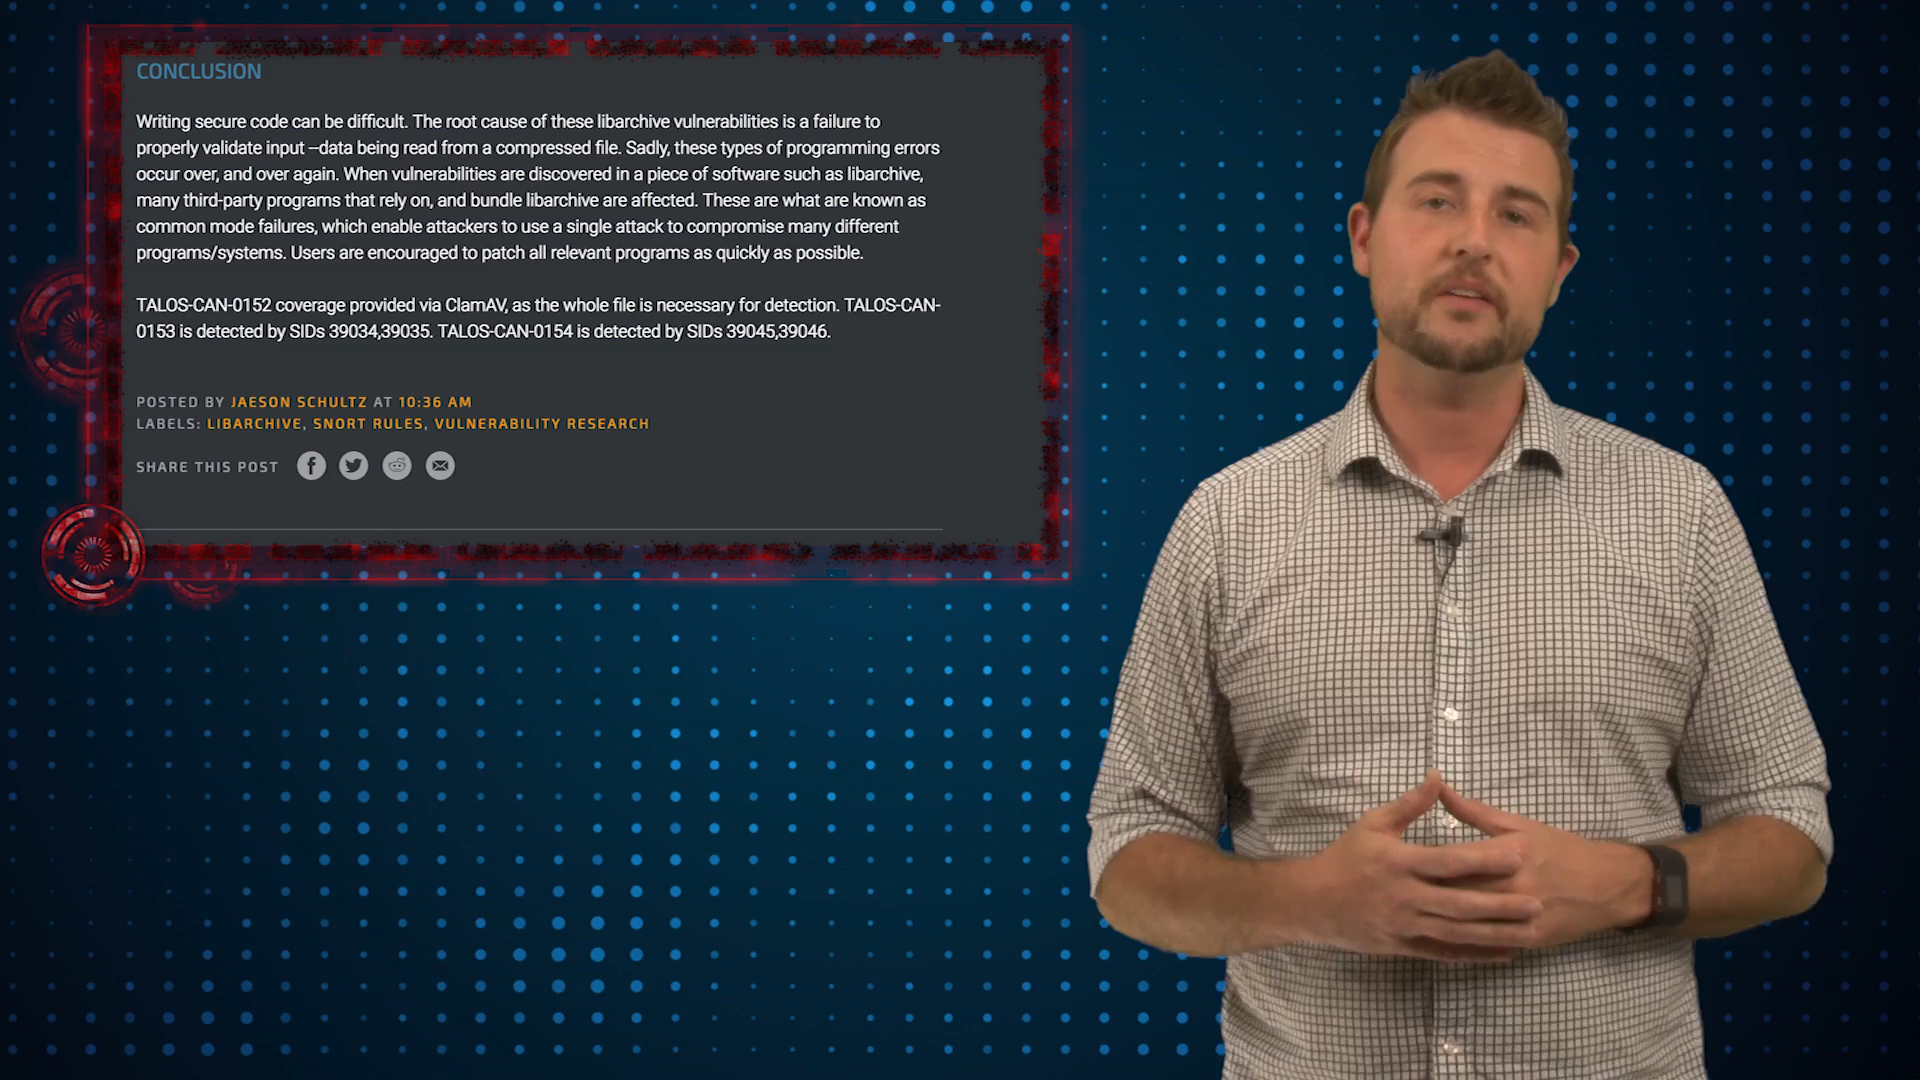 CONCLUSION
Writing secure code can be difficult. The root cause of these libarchive vulnerabilities is a failure to
properly validate input --data being read from a compressed file. Sadly, these types of programming errors
occur over, and over again. When vulnerabilities are discovered in a piece of software such as libarchive,
many third-party programs that rely on, and bundle libarchive are affected. These are what are known as
common mode failures, which enable attackers to use a single attack to compromise many different
programs/systems. Users are encouraged to patch all relevant programs as quickly as possible.
TALOS-CAN-0152 coverage provided via ClamAV, as the whole file is necessary for detection. TALOS-CAN-
0153 is detected by SIDs 39034,39035. TALOS-CAN-0154 is detected by SIDs 39045,39046.
POSTED BY JAESON SCHULTZ AT 10:36 AM
LABELS: LIBARCHIVE, SNORT RULES, VULNERABILITY RESEARCH
SHARE THIS POST